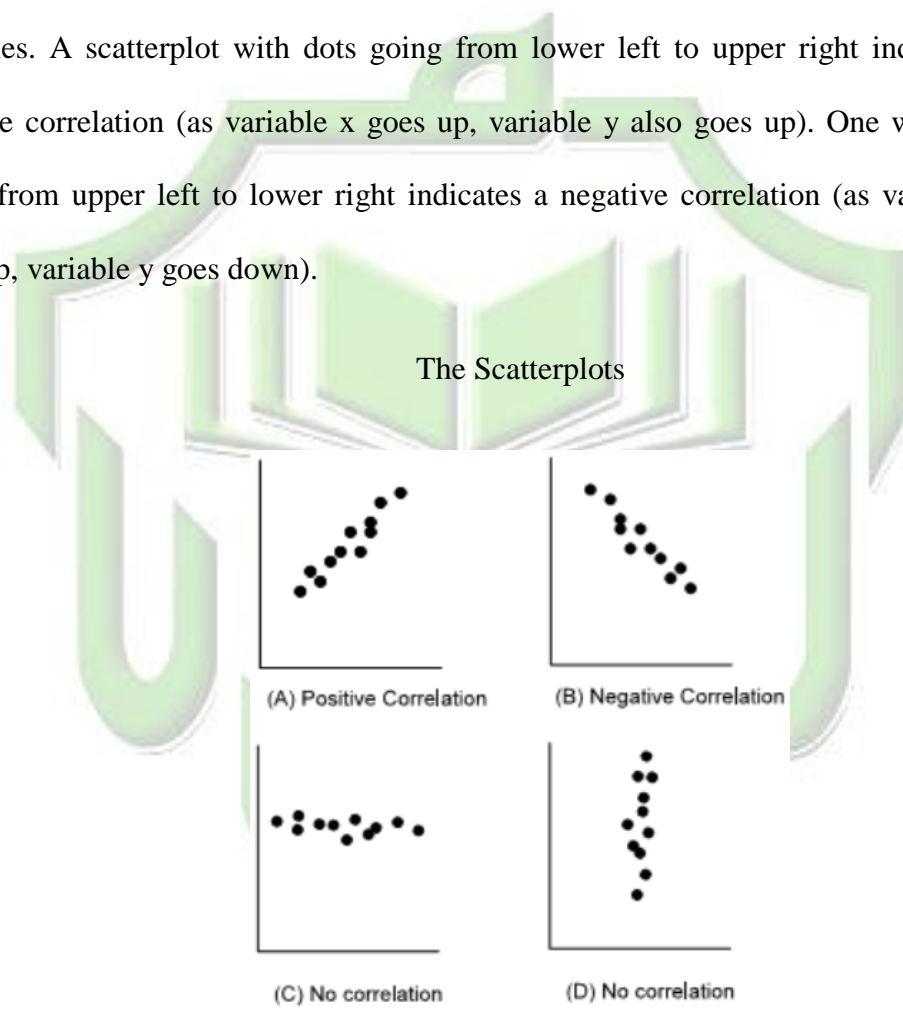 les. A scatterplot with dots going from lower left to upper right inc
e correlation (as variable x goes up, variable y also goes up). One w
from upper left to lower right indicates a negative correlation (as va
p, variable y goes down).
The Scatterplots
(A) Positive Correlation
(B) Negative Correlation
(C) No correlation
(D) No correlation